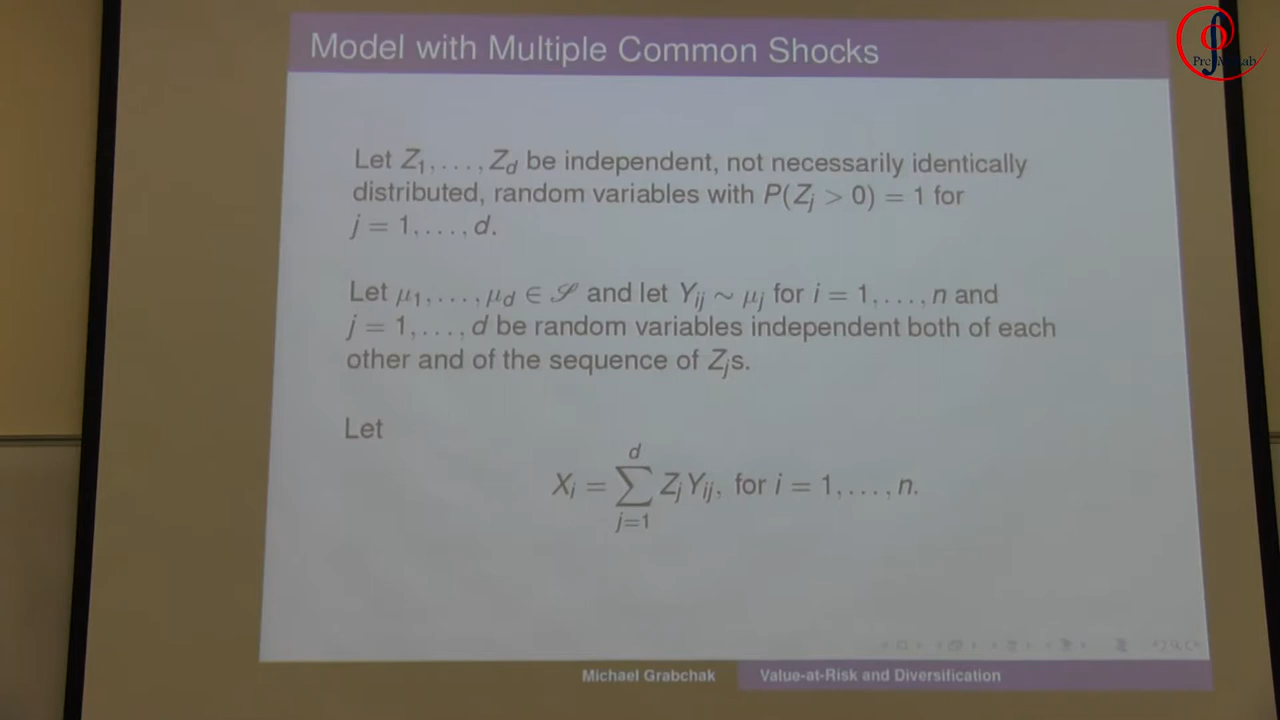 Model with Multiple Common Shocks
Let Z₁, . . . , Z_d be independent, not necessarily identically
distributed, random variables with P(Z_j > 0) = 1 for
j = 1, . . . , d.
Let μ₁, . . . , μ_d ∈ 𝒮 and let Y_ij ∼ μ_j for i = 1, . . . , n and
j = 1, . . . , d be random variables independent both of each
other and of the sequence of Z_js.
Let
X_i = ∑_{j=1}^{d} Z_j Y_ij, for i = 1, . . . , n.
Michael Grabchak Value-at-Risk and Diversification